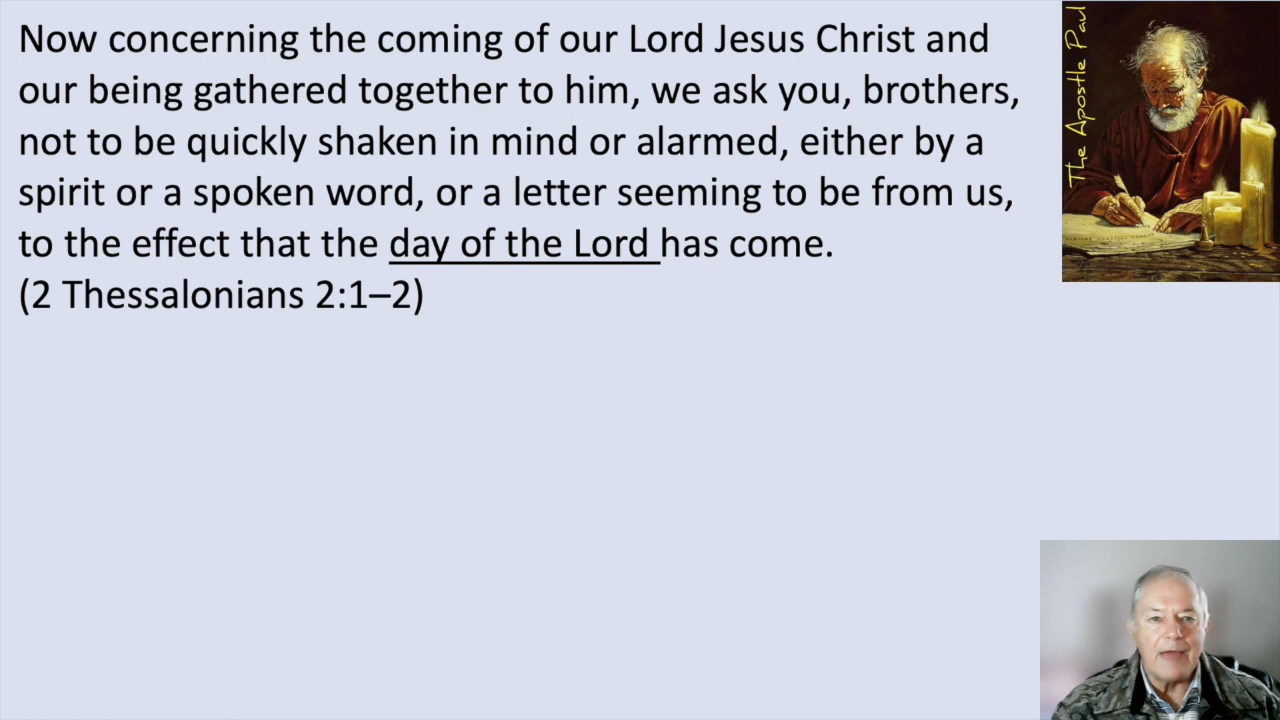 Now concerning the coming of our Lord Jesus Christ and
our being gathered together to him, we ask you, brothers,
not to be quickly shaken in mind or alarmed, either by a
spirit or a spoken word, or a letter seeming to be from us,
to the effect that the day of the Lord has come.
(2 Thessalonians 2:1–2)
The Apostle Paul